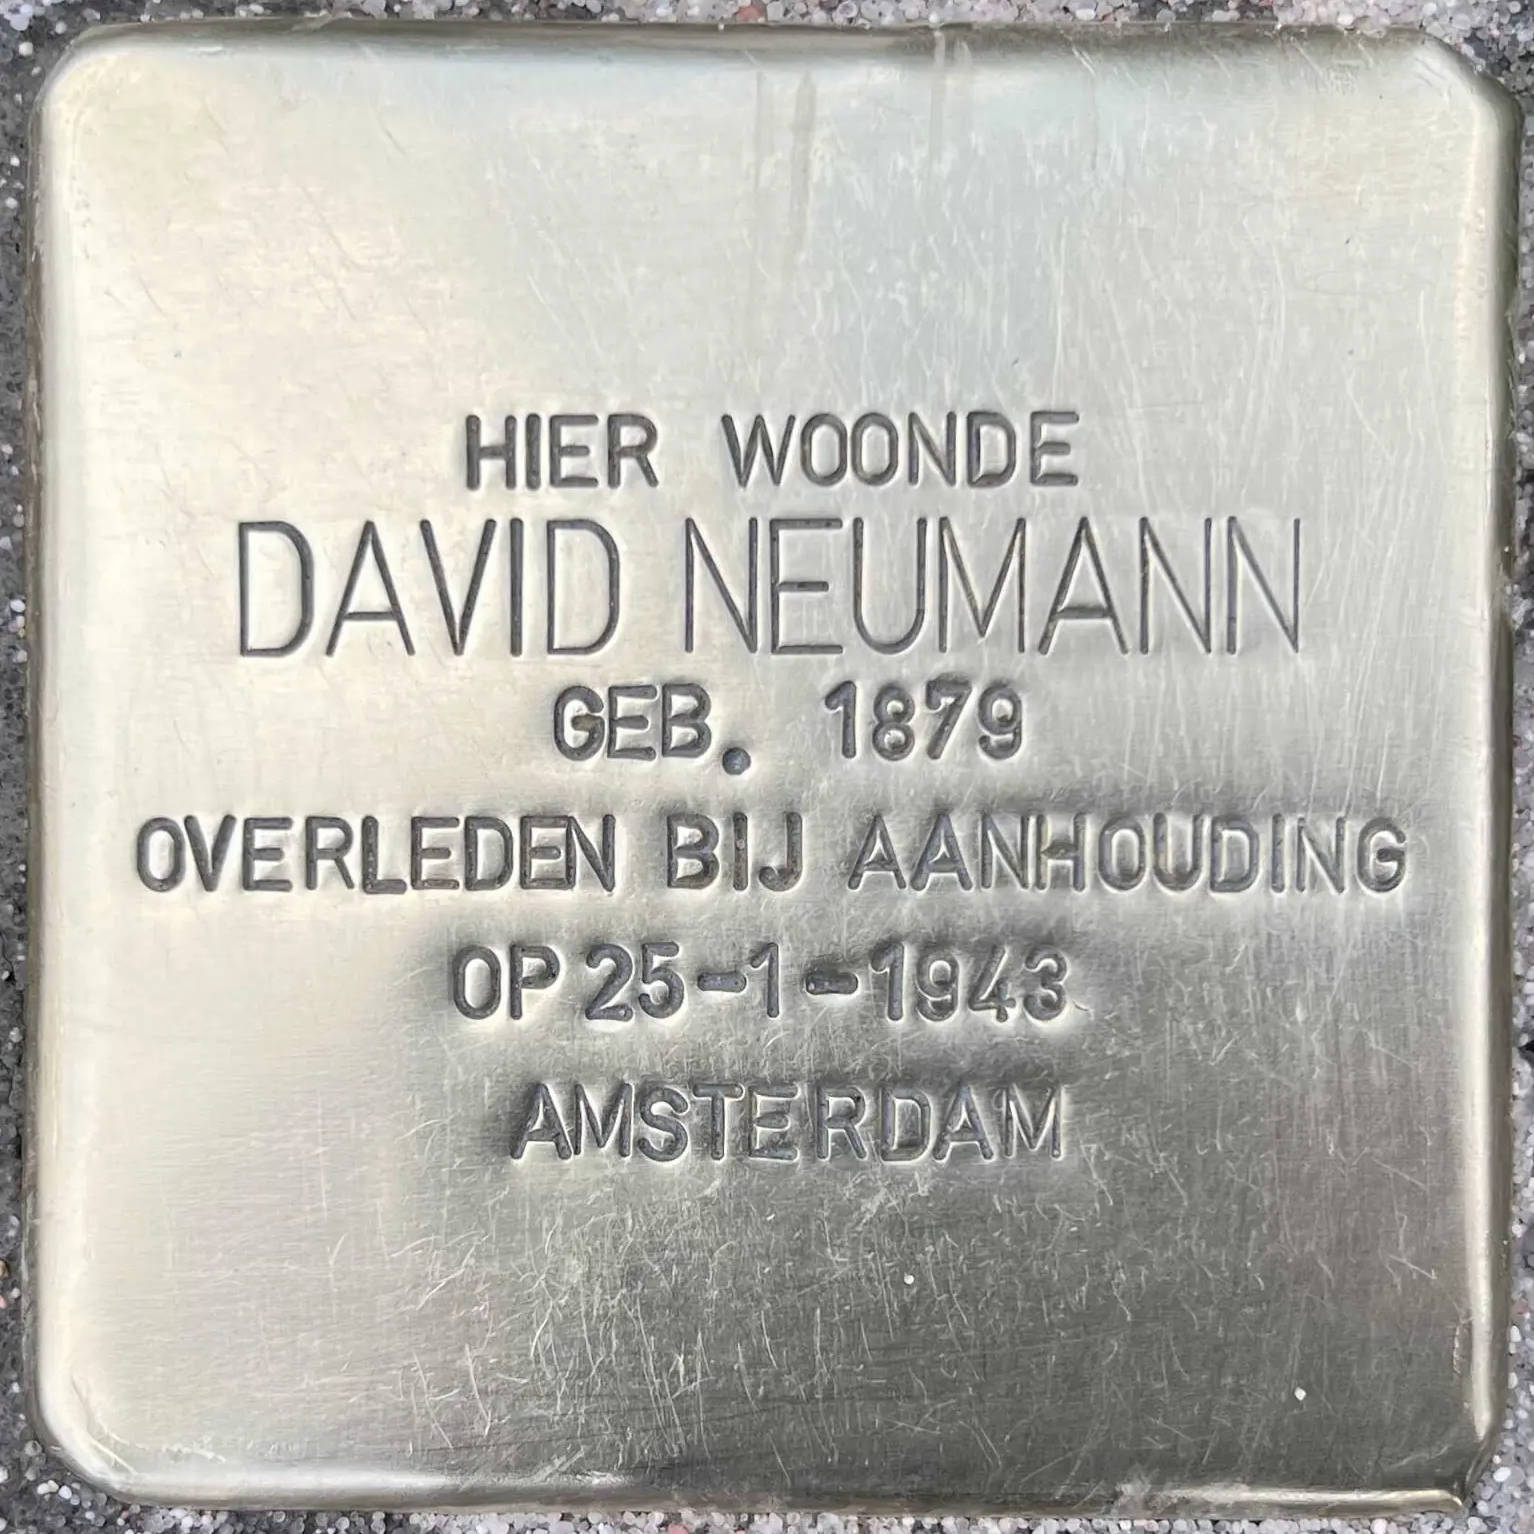 HIER WOONDE
DAVID NEUMANN
GEB. 1879
OVERLEDEN BIJ AANHOUDING
OP 25-1-1943
AMSTERDAM